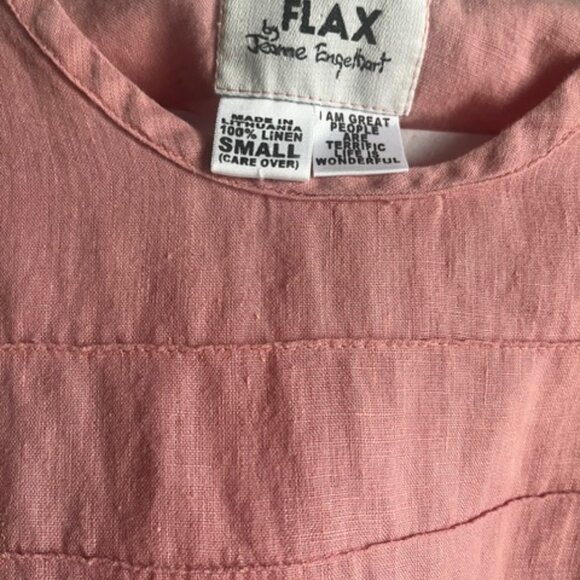 FLAX
by
Jeanne Engelhart
MADE IN
LITHUANIA
100% LINEN
SMALL
(CARE OVER)
I AM GREAT
PEOPLE
ARE
TERRIFIC
LIFE IS
WONDERFUL